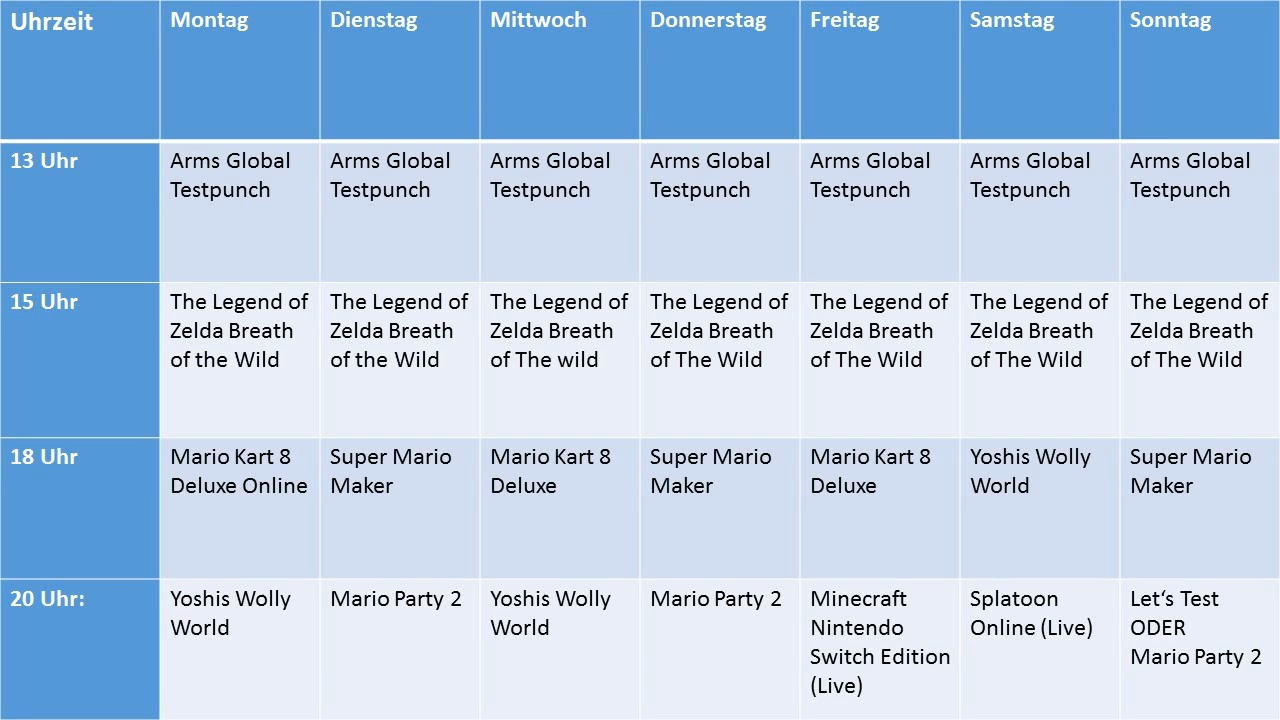 Uhrzeit
Montag
Dienstag
Mittwoch
Donnerstag
Freitag
Samstag
Sonntag
13 Uhr
Arms Global
Testpunch
Arms Global
Testpunch
Arms Global
Testpunch
Arms Global
Testpunch
Arms Global
Testpunch
Arms Global
Testpunch
Arms Global
Testpunch
15 Uhr
The Legend of
Zelda Breath
of the Wild
The Legend of
Zelda Breath
of the Wild
The Legend of
Zelda Breath
of The wild
The Legend of
Zelda Breath
of The Wild
The Legend of
Zelda Breath
of The Wild
The Legend of
Zelda Breath
of The Wild
The Legend of
Zelda Breath
of The Wild
18 Uhr
Mario Kart 8
Deluxe Online
Super Mario
Maker
Mario Kart 8
Deluxe
Super Mario
Maker
Mario Kart 8
Deluxe
Yoshis Wolly
World
Super Mario
Maker
20 Uhr:
Yoshis Wolly
World
Mario Party 2
Yoshis Wolly
World
Mario Party 2
Minecraft
Nintendo
Switch Edition
(Live)
Splatoon
Online (Live)
Let‘s Test
ODER
Mario Party 2